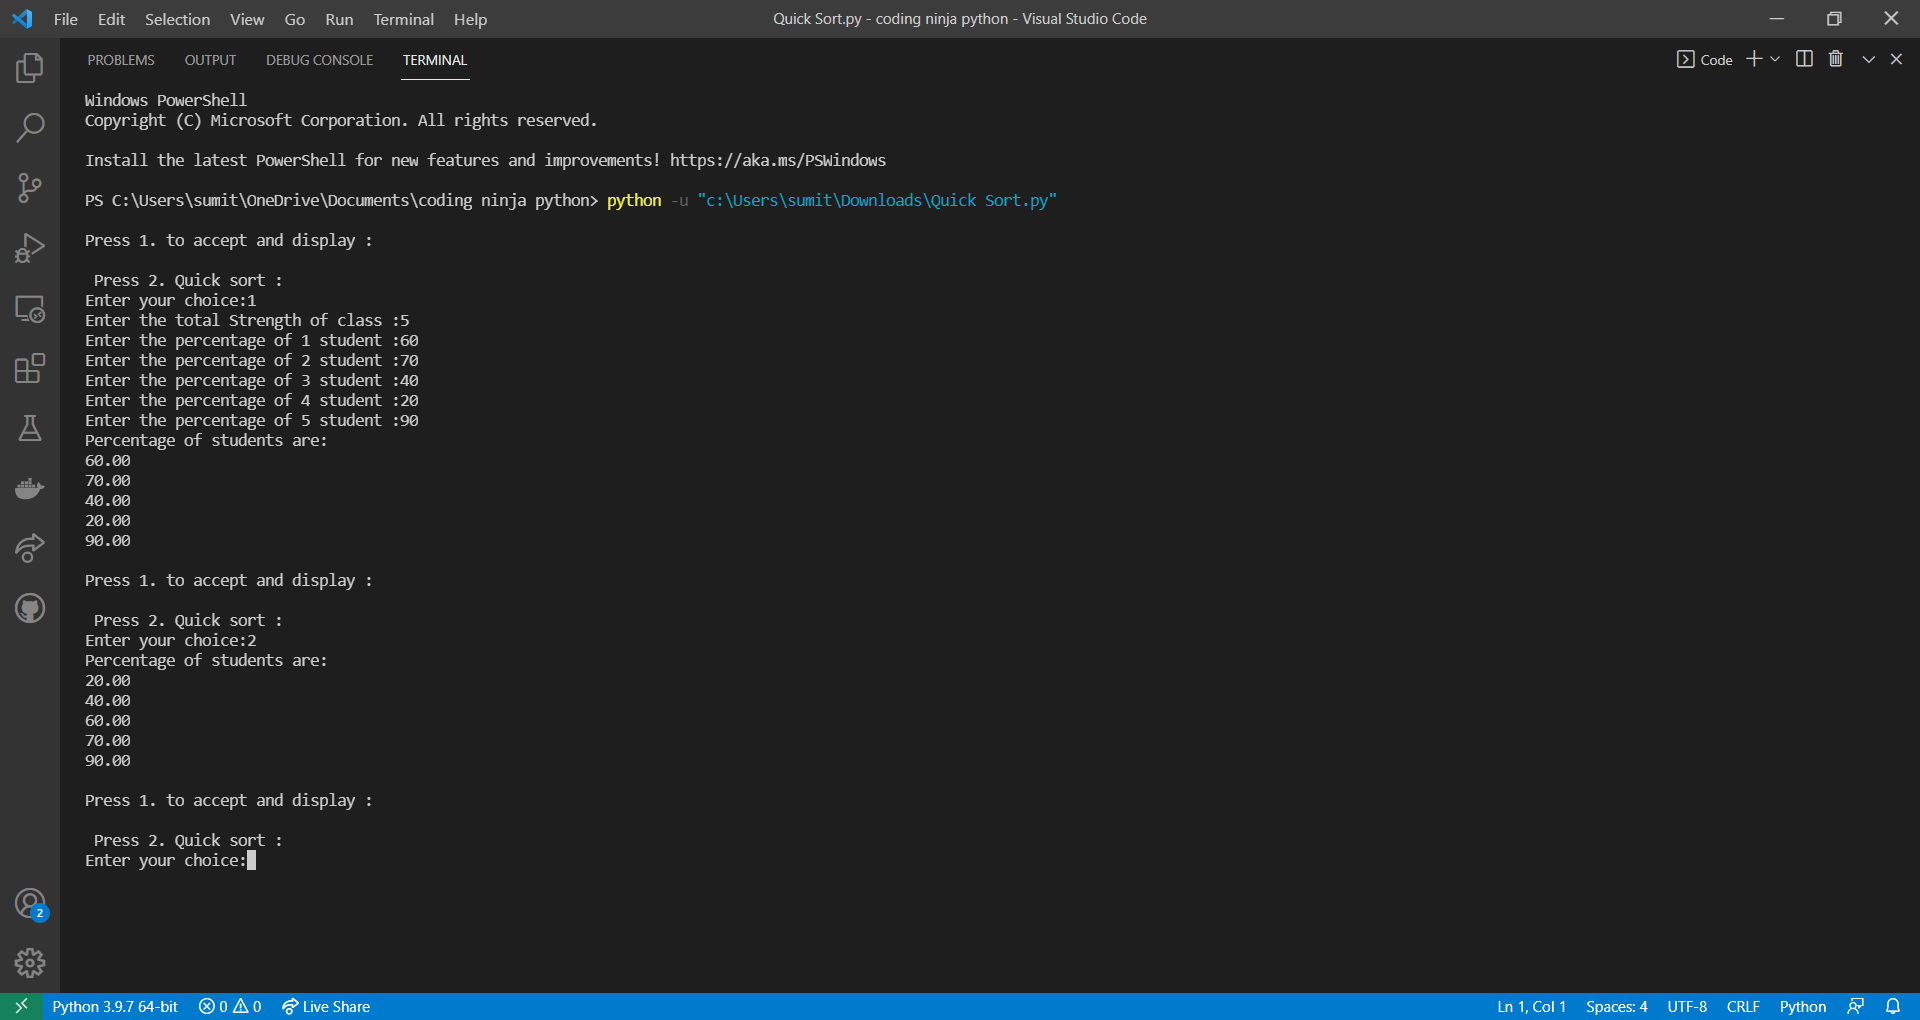 File Edit Selection View Go Run Terminal Help
Quick Sort.py - coding ninja python - Visual Studio Code
PROBLEMS OUTPUT DEBUG CONSOLE TERMINAL
Code
Windows PowerShell
Copyright (C) Microsoft Corporation. All rights reserved.
Install the latest PowerShell for new features and improvements! https://aka.ms/PSWindows
PS C:\Users\sumit\OneDrive\Documents\coding ninja python> python -u "c:\Users\sumit\Downloads\Quick Sort.py"
Press 1. to accept and display :
Press 2. Quick sort :
Enter your choice:1
Enter the total Strength of class :5
Enter the percentage of 1 student :60
Enter the percentage of 2 student :70
Enter the percentage of 3 student :40
Enter the percentage of 4 student :20
Enter the percentage of 5 student :90
Percentage of students are:
60.00
70.00
40.00
20.00
90.00
Press 1. to accept and display :
Press 2. Quick sort :
Enter your choice:2
Percentage of students are:
20.00
40.00
60.00
70.00
90.00
Press 1. to accept and display :
Press 2. Quick sort :
Enter your choice:
2
Python 3.9.7 64-bit 0 0 Live Share Ln 1, Col 1 Spaces: 4 UTF-8 CRLF Python